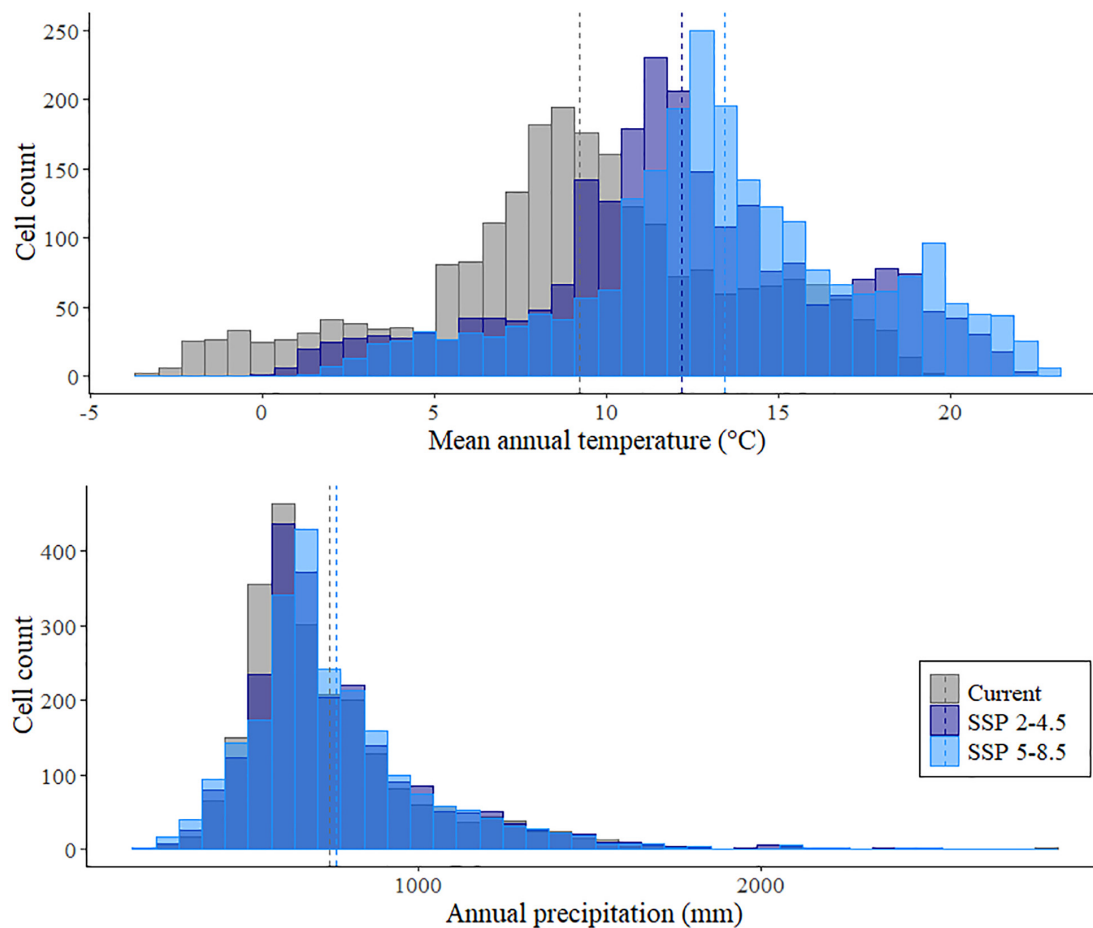 250
200
150
100
50
0
Cell count
-5
0
5
10
15
20
Mean annual temperature (°C)
400
300
200
100
0
Cell count
Current
SSP 2-4.5
SSP 5-8.5
1000
2000
Annual precipitation (mm)